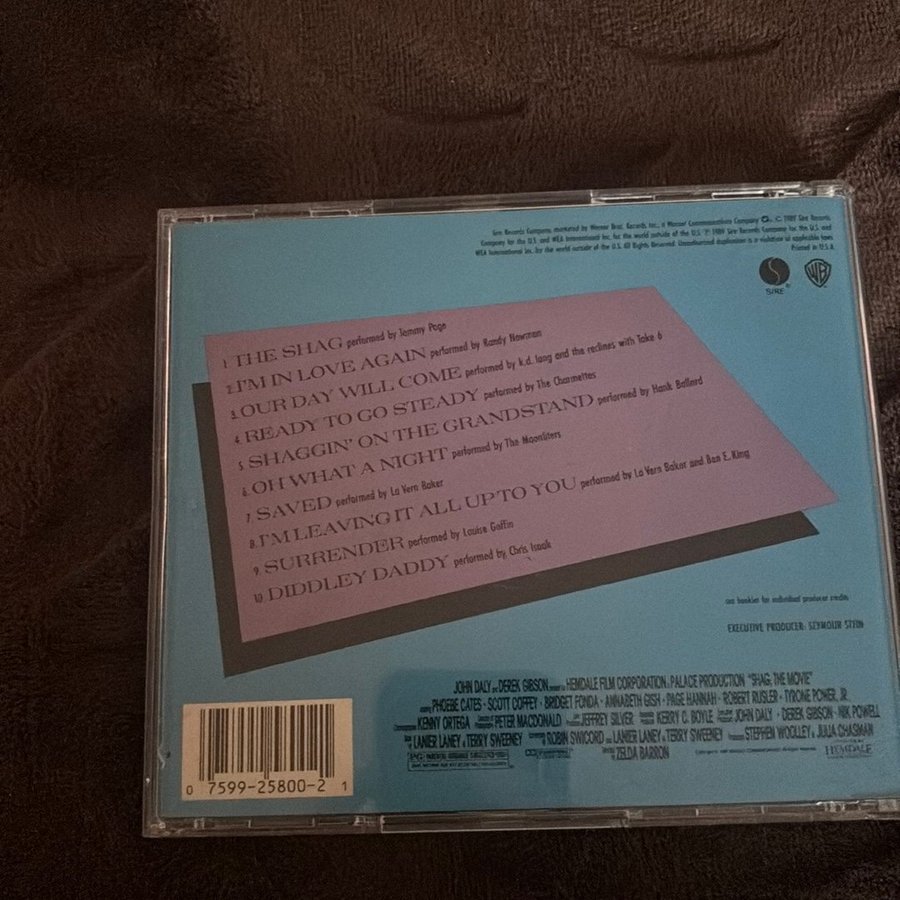 Sire Records Company, marketed by Warner Bros. Records Inc., a Warner Communications Company ℗, © 1989 Sire Records
Company for the U.S. and WEA International Inc. for the world outside of the U.S. ℗ 1989 Sire Records Company for the U.S. and
WEA International Inc. for the world outside of the U.S. All Rights Reserved. Unauthorized duplication is a violation of applicable laws.
Printed in U.S.A.
SIRE ®
WB
1. THE SHAG performed by Tommy Page
2. I'M IN LOVE AGAIN performed by Randy Newman
3. OUR DAY WILL COME performed by k.d. lang and the reclines with Take 6
4. READY TO GO STEADY performed by The Charmettes
5. SHAGGIN' ON THE GRANDSTAND performed by Hank Ballard
6. OH WHAT A NIGHT performed by The Moonliters
7. SAVED performed by La Vern Baker
8. I'M LEAVING IT ALL UP TO YOU performed by La Vern Baker and Ben E. King
9. SURRENDER performed by Louise Goffin
10. DIDDLEY DADDY performed by Chris Isaak
see booklet for individual producer credits
EXECUTIVE PRODUCER: SEYMOUR STEIN
JOHN DALY and DEREK GIBSON HEMDALE FILM CORPORATION PALACE PRODUCTION "SHAG, THE MOVIE"
PHOEBE CATES · SCOTT COFFEY · BRIDGET FONDA · ANNABETH GISH · PAGE HANNAH · ROBERT RUSLER · TYRONE POWER, JR.
KENNY ORTEGA PETER MACDONALD JEFFREY SILVER KERRY C. BOYLE JOHN DALY · DEREK GIBSON · NIK POWELL
LANIER LANEY & TERRY SWEENEY ROBIN SWICORD and LANIER LANEY & TERRY SWEENEY STEPHEN WOOLLEY & JULIA CHASMAN
ZELDA BARRON
HEMDALE
0 7599-25800-2 1